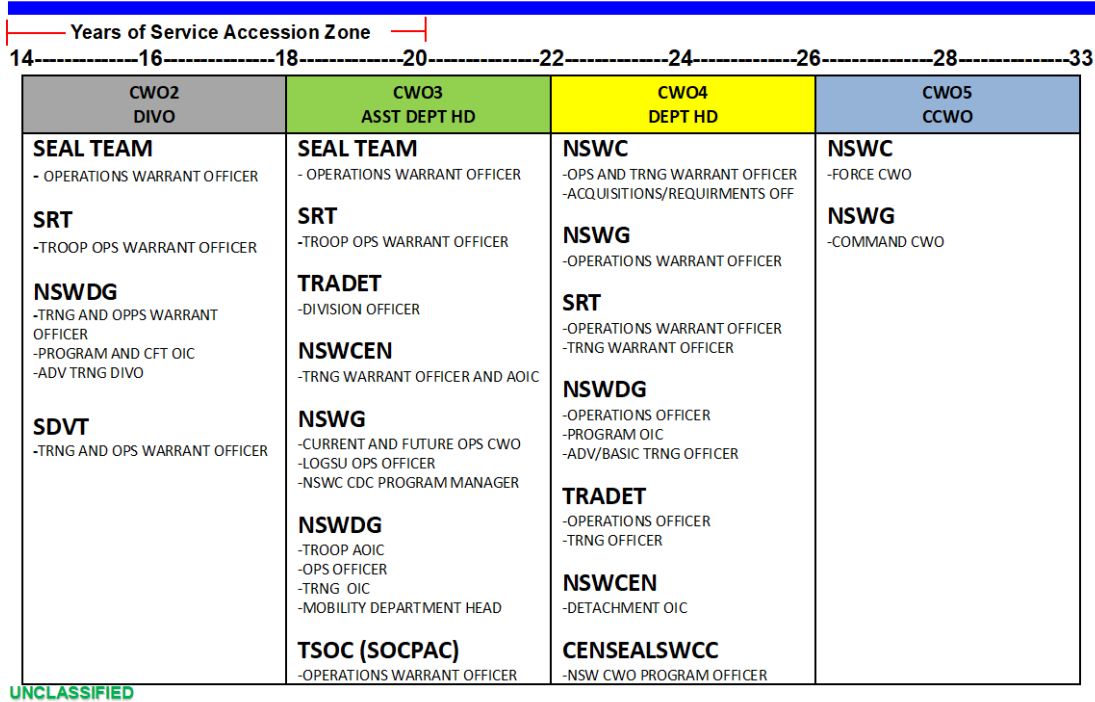 Years of Service Accession Zone
14--------------16---------------18--------------20---------------22--------------24--------------26---------------28---------------33
CWO2
DIVO
SEAL TEAM
- OPERATIONS WARRANT OFFICER
SRT
-TROOP OPS WARRANT OFFICER
NSWDG
-TRNG AND OPPS WARRANT
OFFICER
-PROGRAM AND CFT OIC
-ADV TRNG DIVO
SDVT
-TRNG AND OPS WARRANT OFFICER
CWO3
ASST DEPT HD
SEAL TEAM
- OPERATIONS WARRANT OFFICER
SRT
-TROOP OPS WARRANT OFFICER
TRADET
-DIVISION OFFICER
NSWCEN
-TRNG WARRANT OFFICER AND AOIC
NSWG
-CURRENT AND FUTURE OPS CWO
-LOGSU OPS OFFICER
-NSWC CDC PROGRAM MANAGER
NSWDG
-TROOP AOIC
-OPS OFFICER
-TRNG OIC
-MOBILITY DEPARTMENT HEAD
TSOC (SOCPAC)
-OPERATIONS WARRANT OFFICER
CWO4
DEPT HD
NSWC
-OPS AND TRNG WARRANT OFFICER
-ACQUISITIONS/REQUIRMENTS OFF
NSWG
-OPERATIONS WARRANT OFFICER
SRT
-OPERATIONS WARRANT OFFICER
-TRNG WARRANT OFFICER
NSWDG
-OPERATIONS OFFICER
-PROGRAM OIC
-ADV/BASIC TRNG OFFICER
TRADET
-OPERATIONS OFFICER
-TRNG OFFICER
NSWCEN
-DETACHMENT OIC
CENSEALSWCC
-NSW CWO PROGRAM OFFICER
CWO5
CCWO
NSWC
-FORCE CWO
NSWG
-COMMAND CWO
UNCLASSIFIED